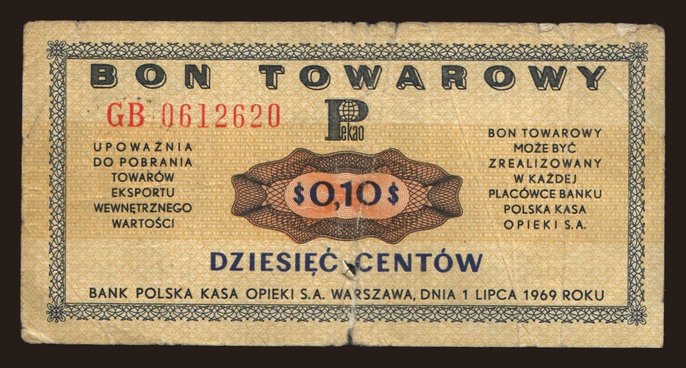 BON TOWAROWY
GB 0612620
Pekao
UPOWAŻNIA
DO POBRANIA
TOWARÓW
EKSPORTU
WEWNĘTRZNEGO
WARTOŚCI
$0,10$
BON TOWAROWY
MOŻE BYĆ
ZREALIZOWANY
W KAŻDEJ
PLACÓWCE BANKU
POLSKA KASA
OPIEKI S.A.
DZIESIĘĆ CENTÓW
BANK POLSKA KASA OPIEKI S.A. WARSZAWA, DNIA 1 LIPCA 1969 ROKU